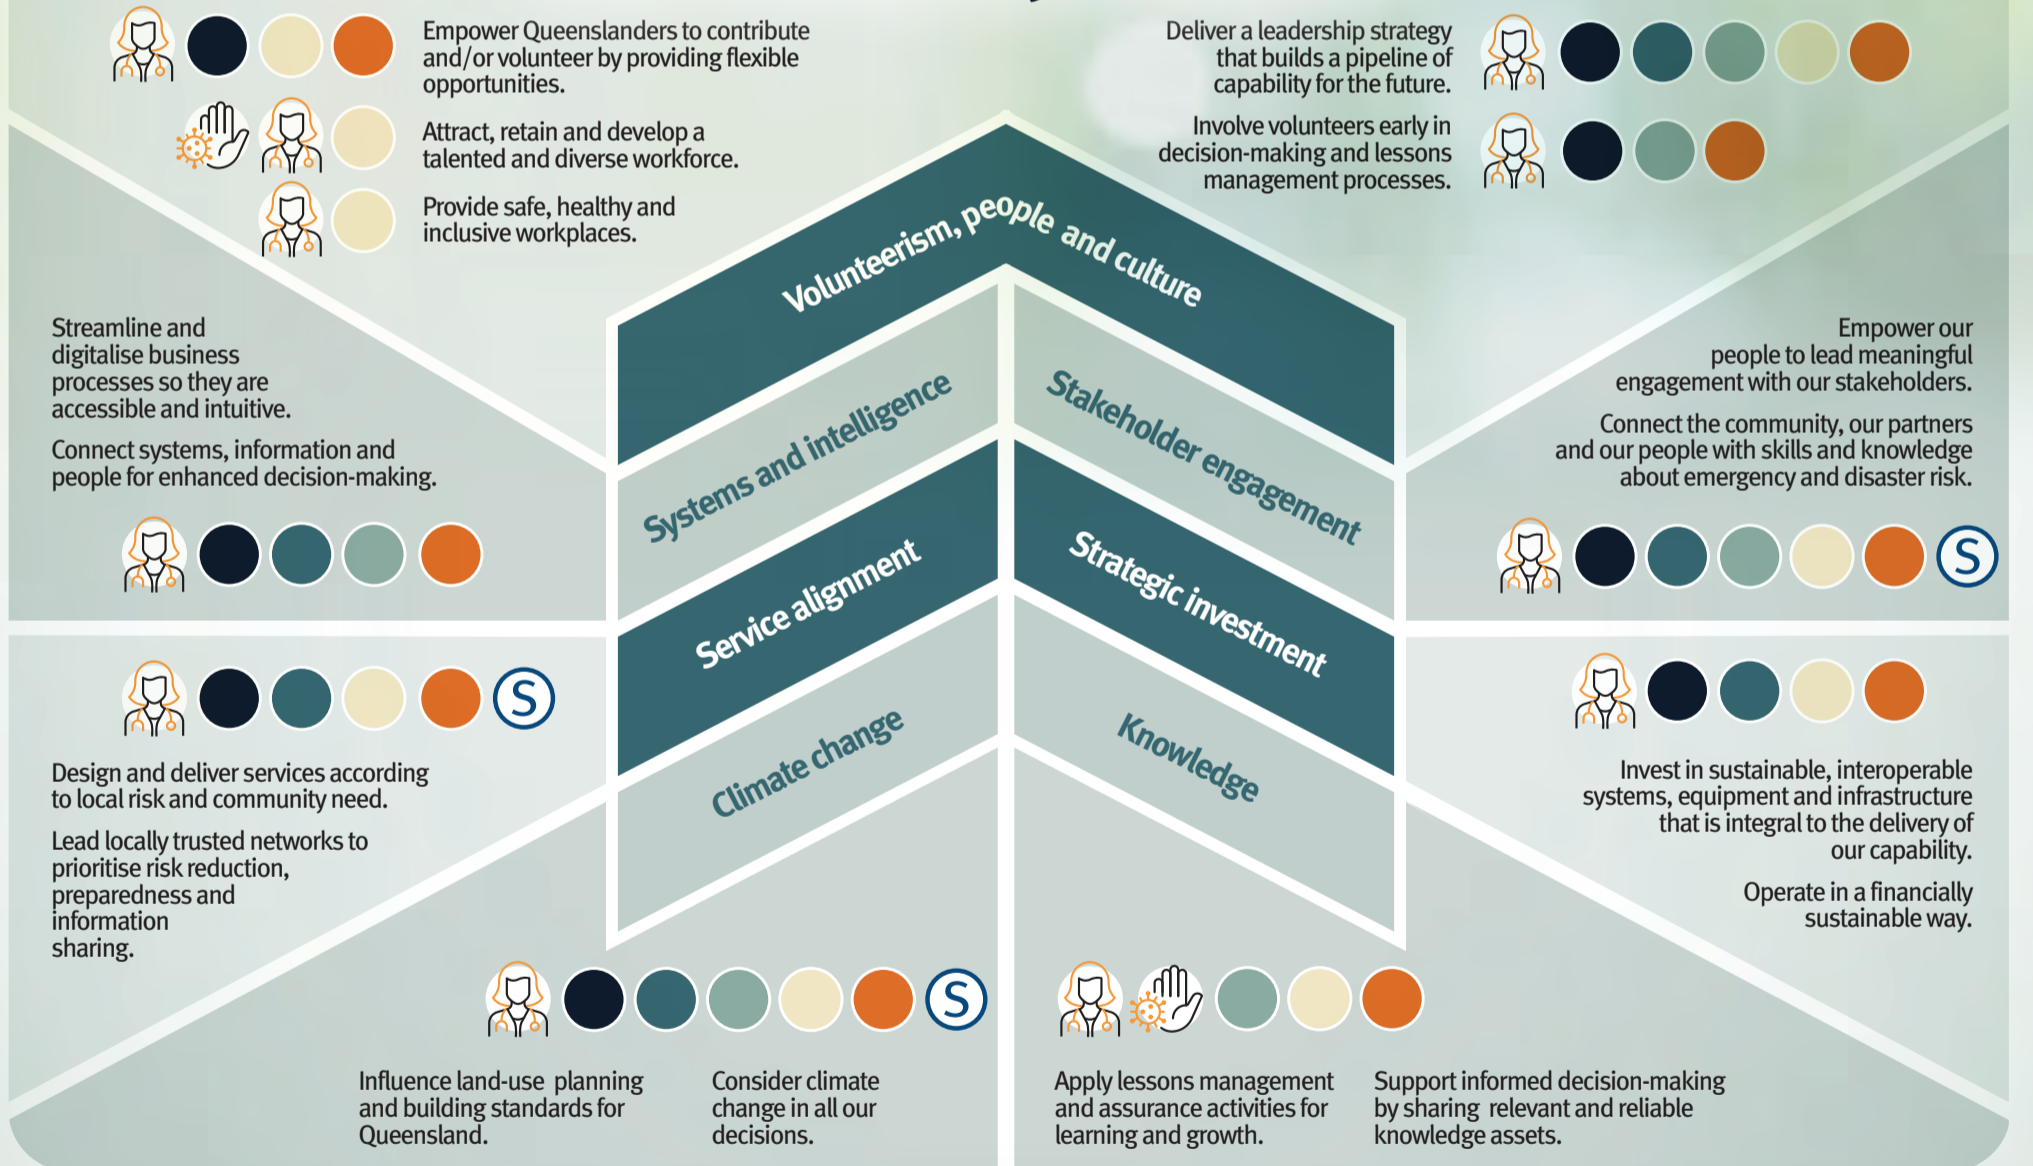 Empower Queenslanders to contribute
and/or volunteer by providing flexible
opportunities.
Attract, retain and develop a
talented and diverse workforce.
Provide safe, healthy and
inclusive workplaces.
Deliver a leadership strategy
that builds a pipeline of
capability for the future.
Involve volunteers early in
decision-making and lessons
management processes.
Volunteerism, people and culture
Streamline and
digitalise business
processes so they are
accessible and intuitive.
Connect systems, information and
people for enhanced decision-making.
Systems and intelligence
Stakeholder engagement
Empower our
people to lead meaningful
engagement with our stakeholders.
Connect the community, our partners
and our people with skills and knowledge
about emergency and disaster risk.
S
Service alignment
Strategic investment
S
Design and deliver services according
to local risk and community need.
Lead locally trusted networks to
prioritise risk reduction,
preparedness and
information
sharing.
Climate change
Knowledge
Invest in sustainable, interoperable
systems, equipment and infrastructure
that is integral to the delivery of
our capability.
Operate in a financially
sustainable way.
S
Influence land-use planning
and building standards for
Queensland.
Consider climate
change in all our
decisions.
Apply lessons management
and assurance activities for
learning and growth.
Support informed decision-making
by sharing relevant and reliable
knowledge assets.